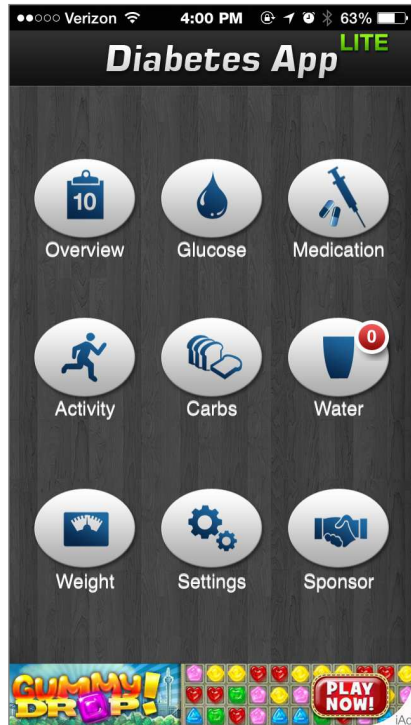 Verizon 4:00 PM 63%
Diabetes App LITE
10
Overview Glucose Medication
0
Activity Carbs Water
Weight Settings Sponsor
GUMMY
DROP!
PLAY
NOW!
iAd